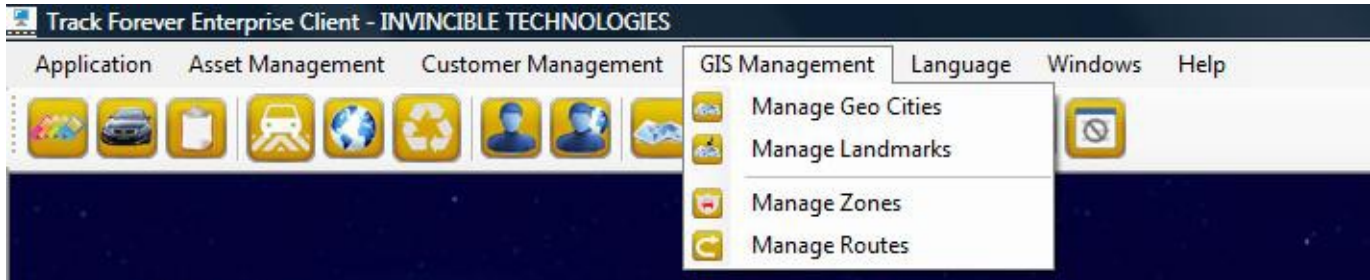 Track Forever Enterprise Client - INVINCIBLE TECHNOLOGIES
Application Asset Management Customer Management GIS Management Language Windows Help
Manage Geo Cities
Manage Landmarks
Manage Zones
Manage Routes